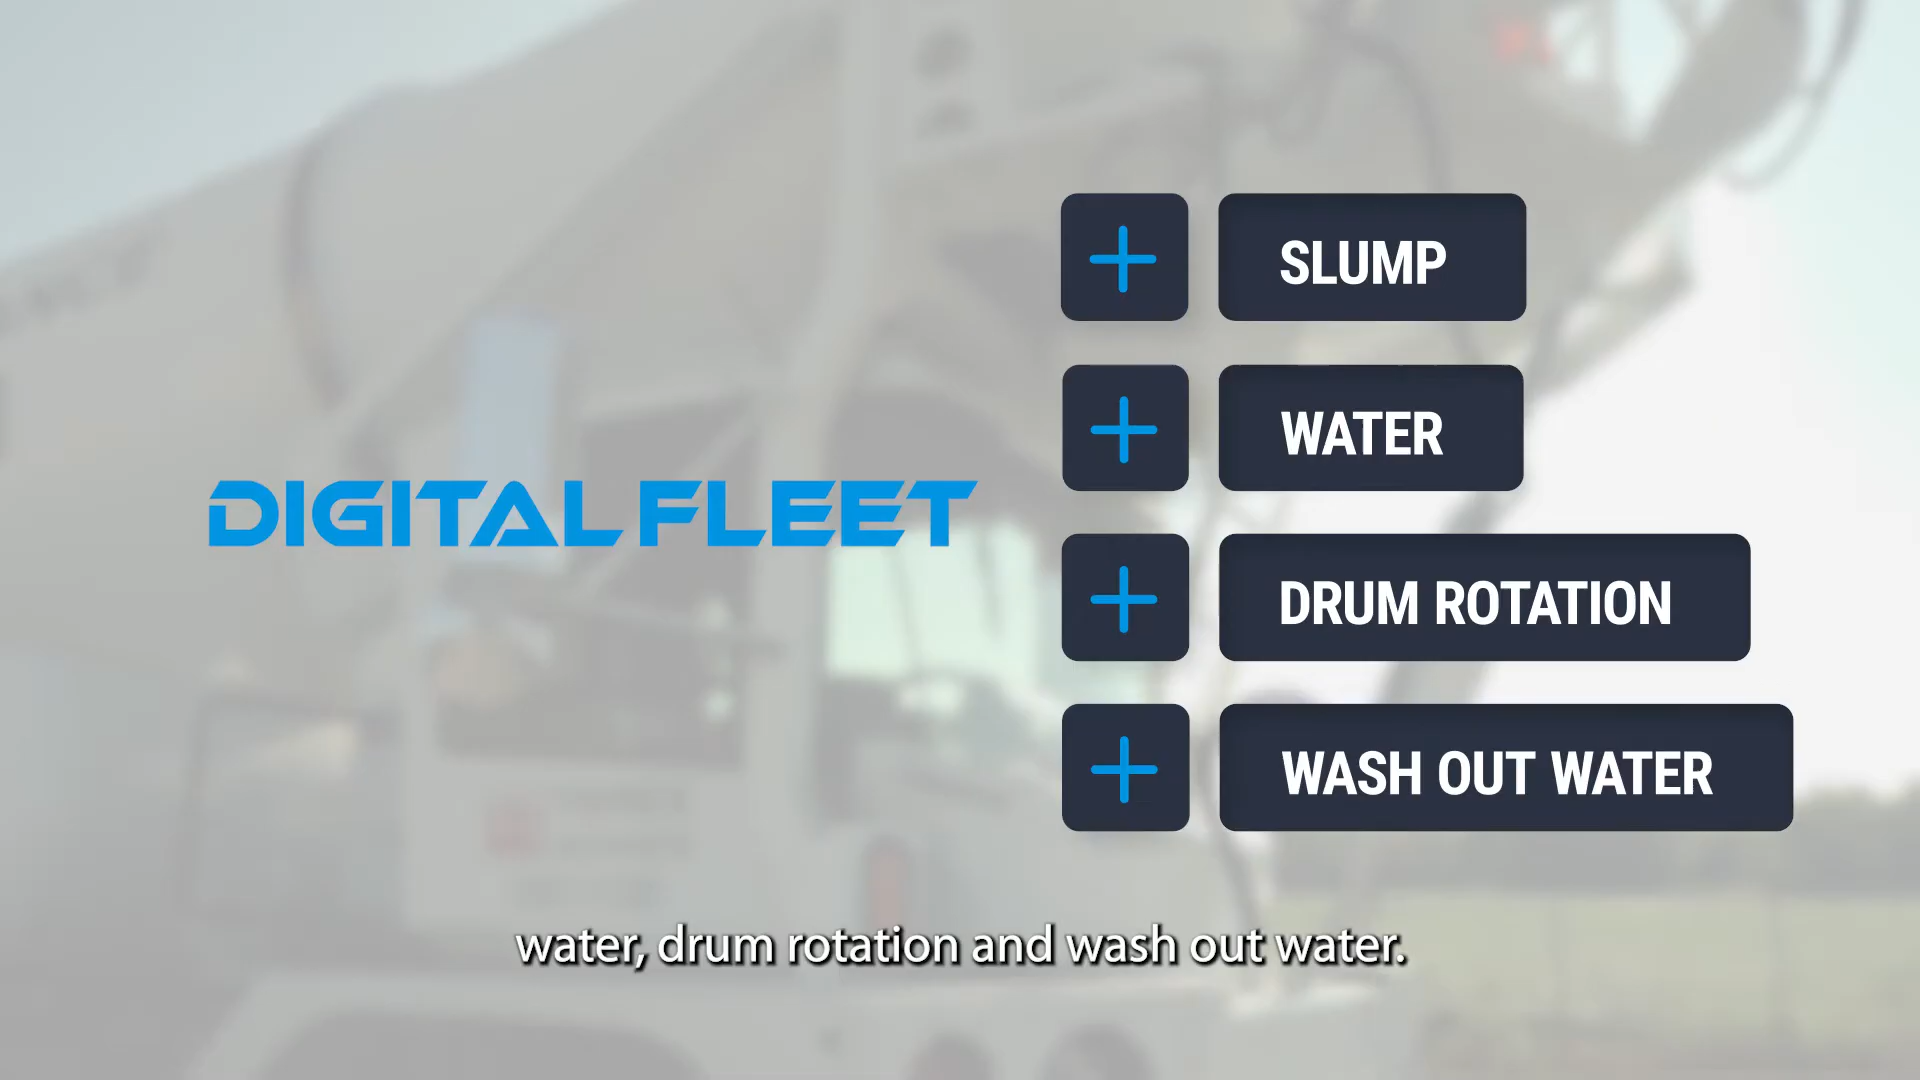 DIGITAL FLEET
SLUMP
WATER
DRUM ROTATION
WASH OUT WATER
water, drum rotation and wash out water.